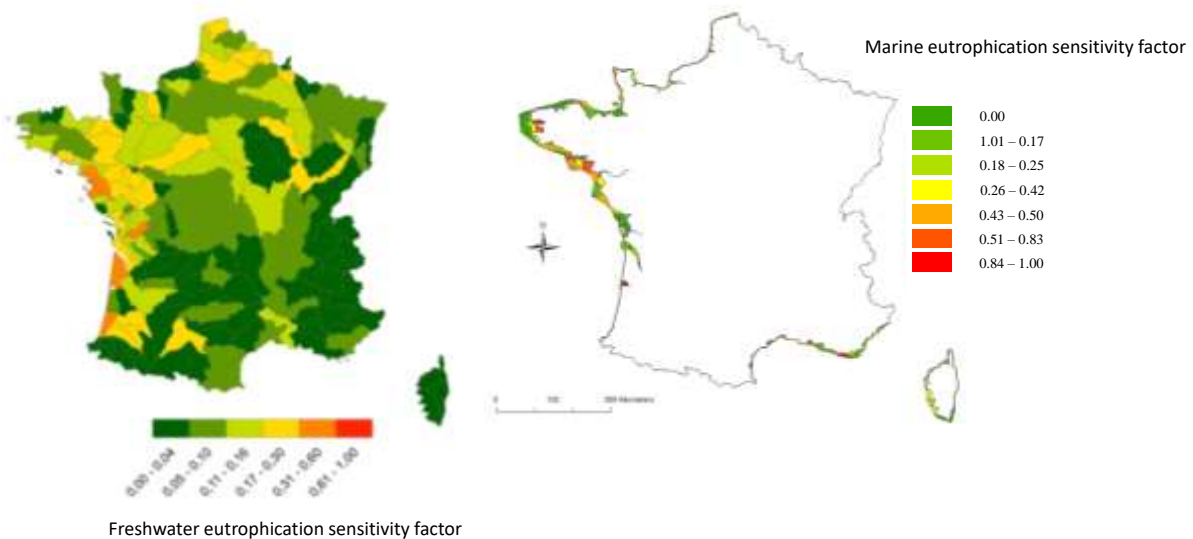 Marine eutrophication sensitivity factor
0.00
1.01 – 0.17
0.18 – 0.25
0.26 – 0.42
0.43 – 0.50
0.51 – 0.83
0.84 – 1.00
0.00 - 0.04
0.05 - 0.10
0.11 - 0.16
0.17 - 0.30
0.31 - 0.60
0.61 - 1.00
Freshwater eutrophication sensitivity factor